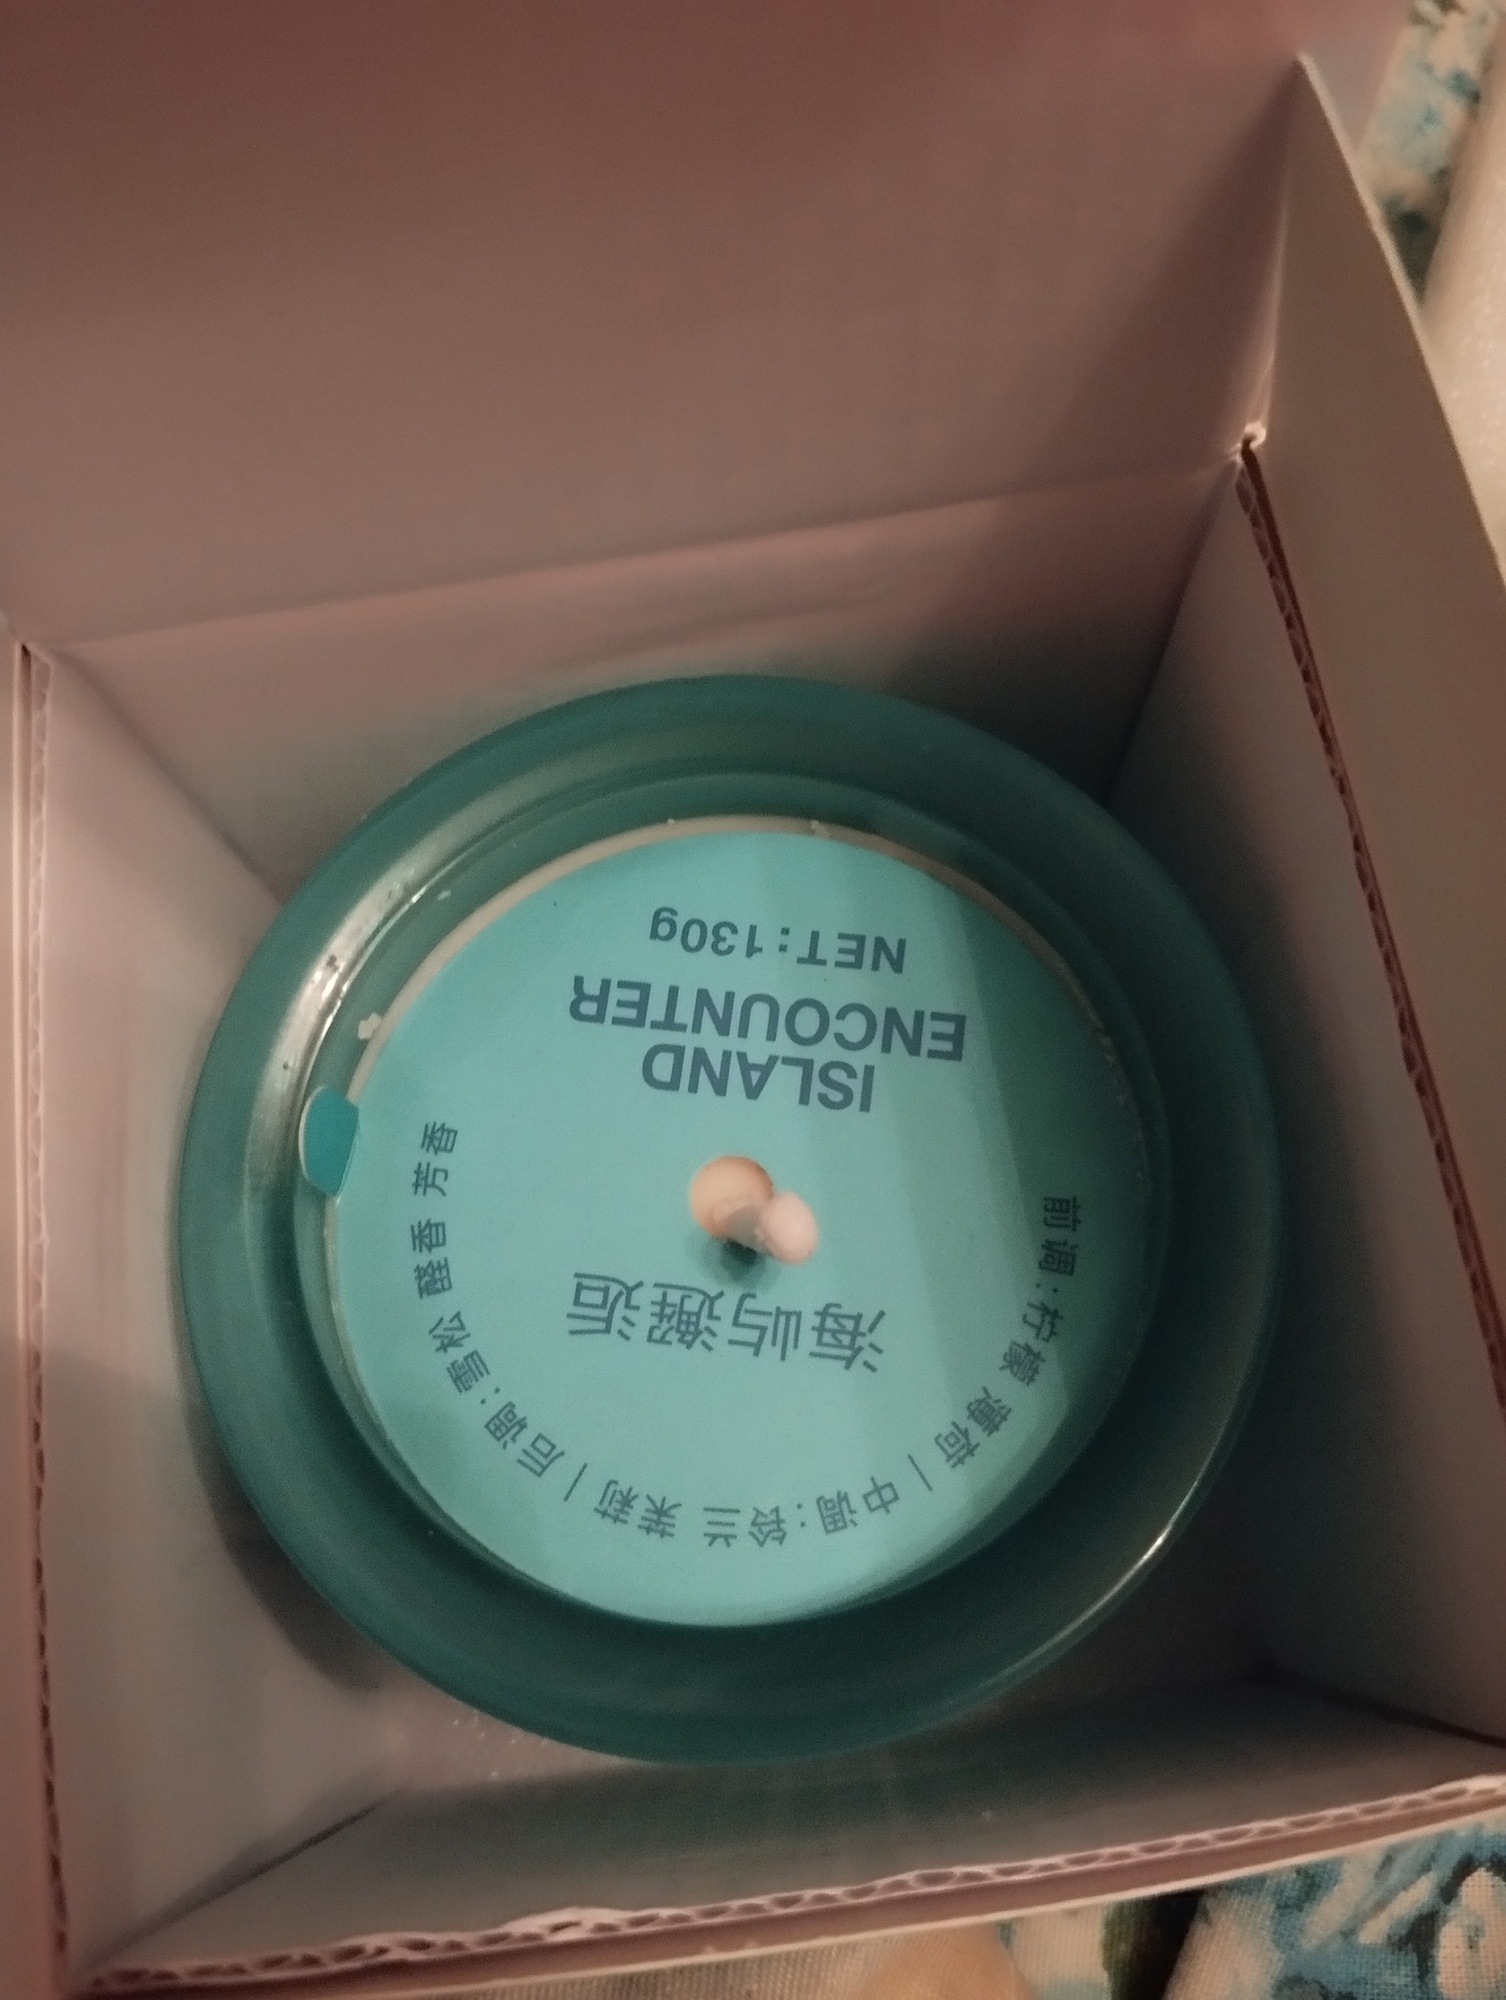 海屿邂逅
ISLAND
ENCOUNTER
NET:130g
前调:柠檬 薄荷 | 中调:铃兰 茉莉 | 后调:雪松 醛香 芳香